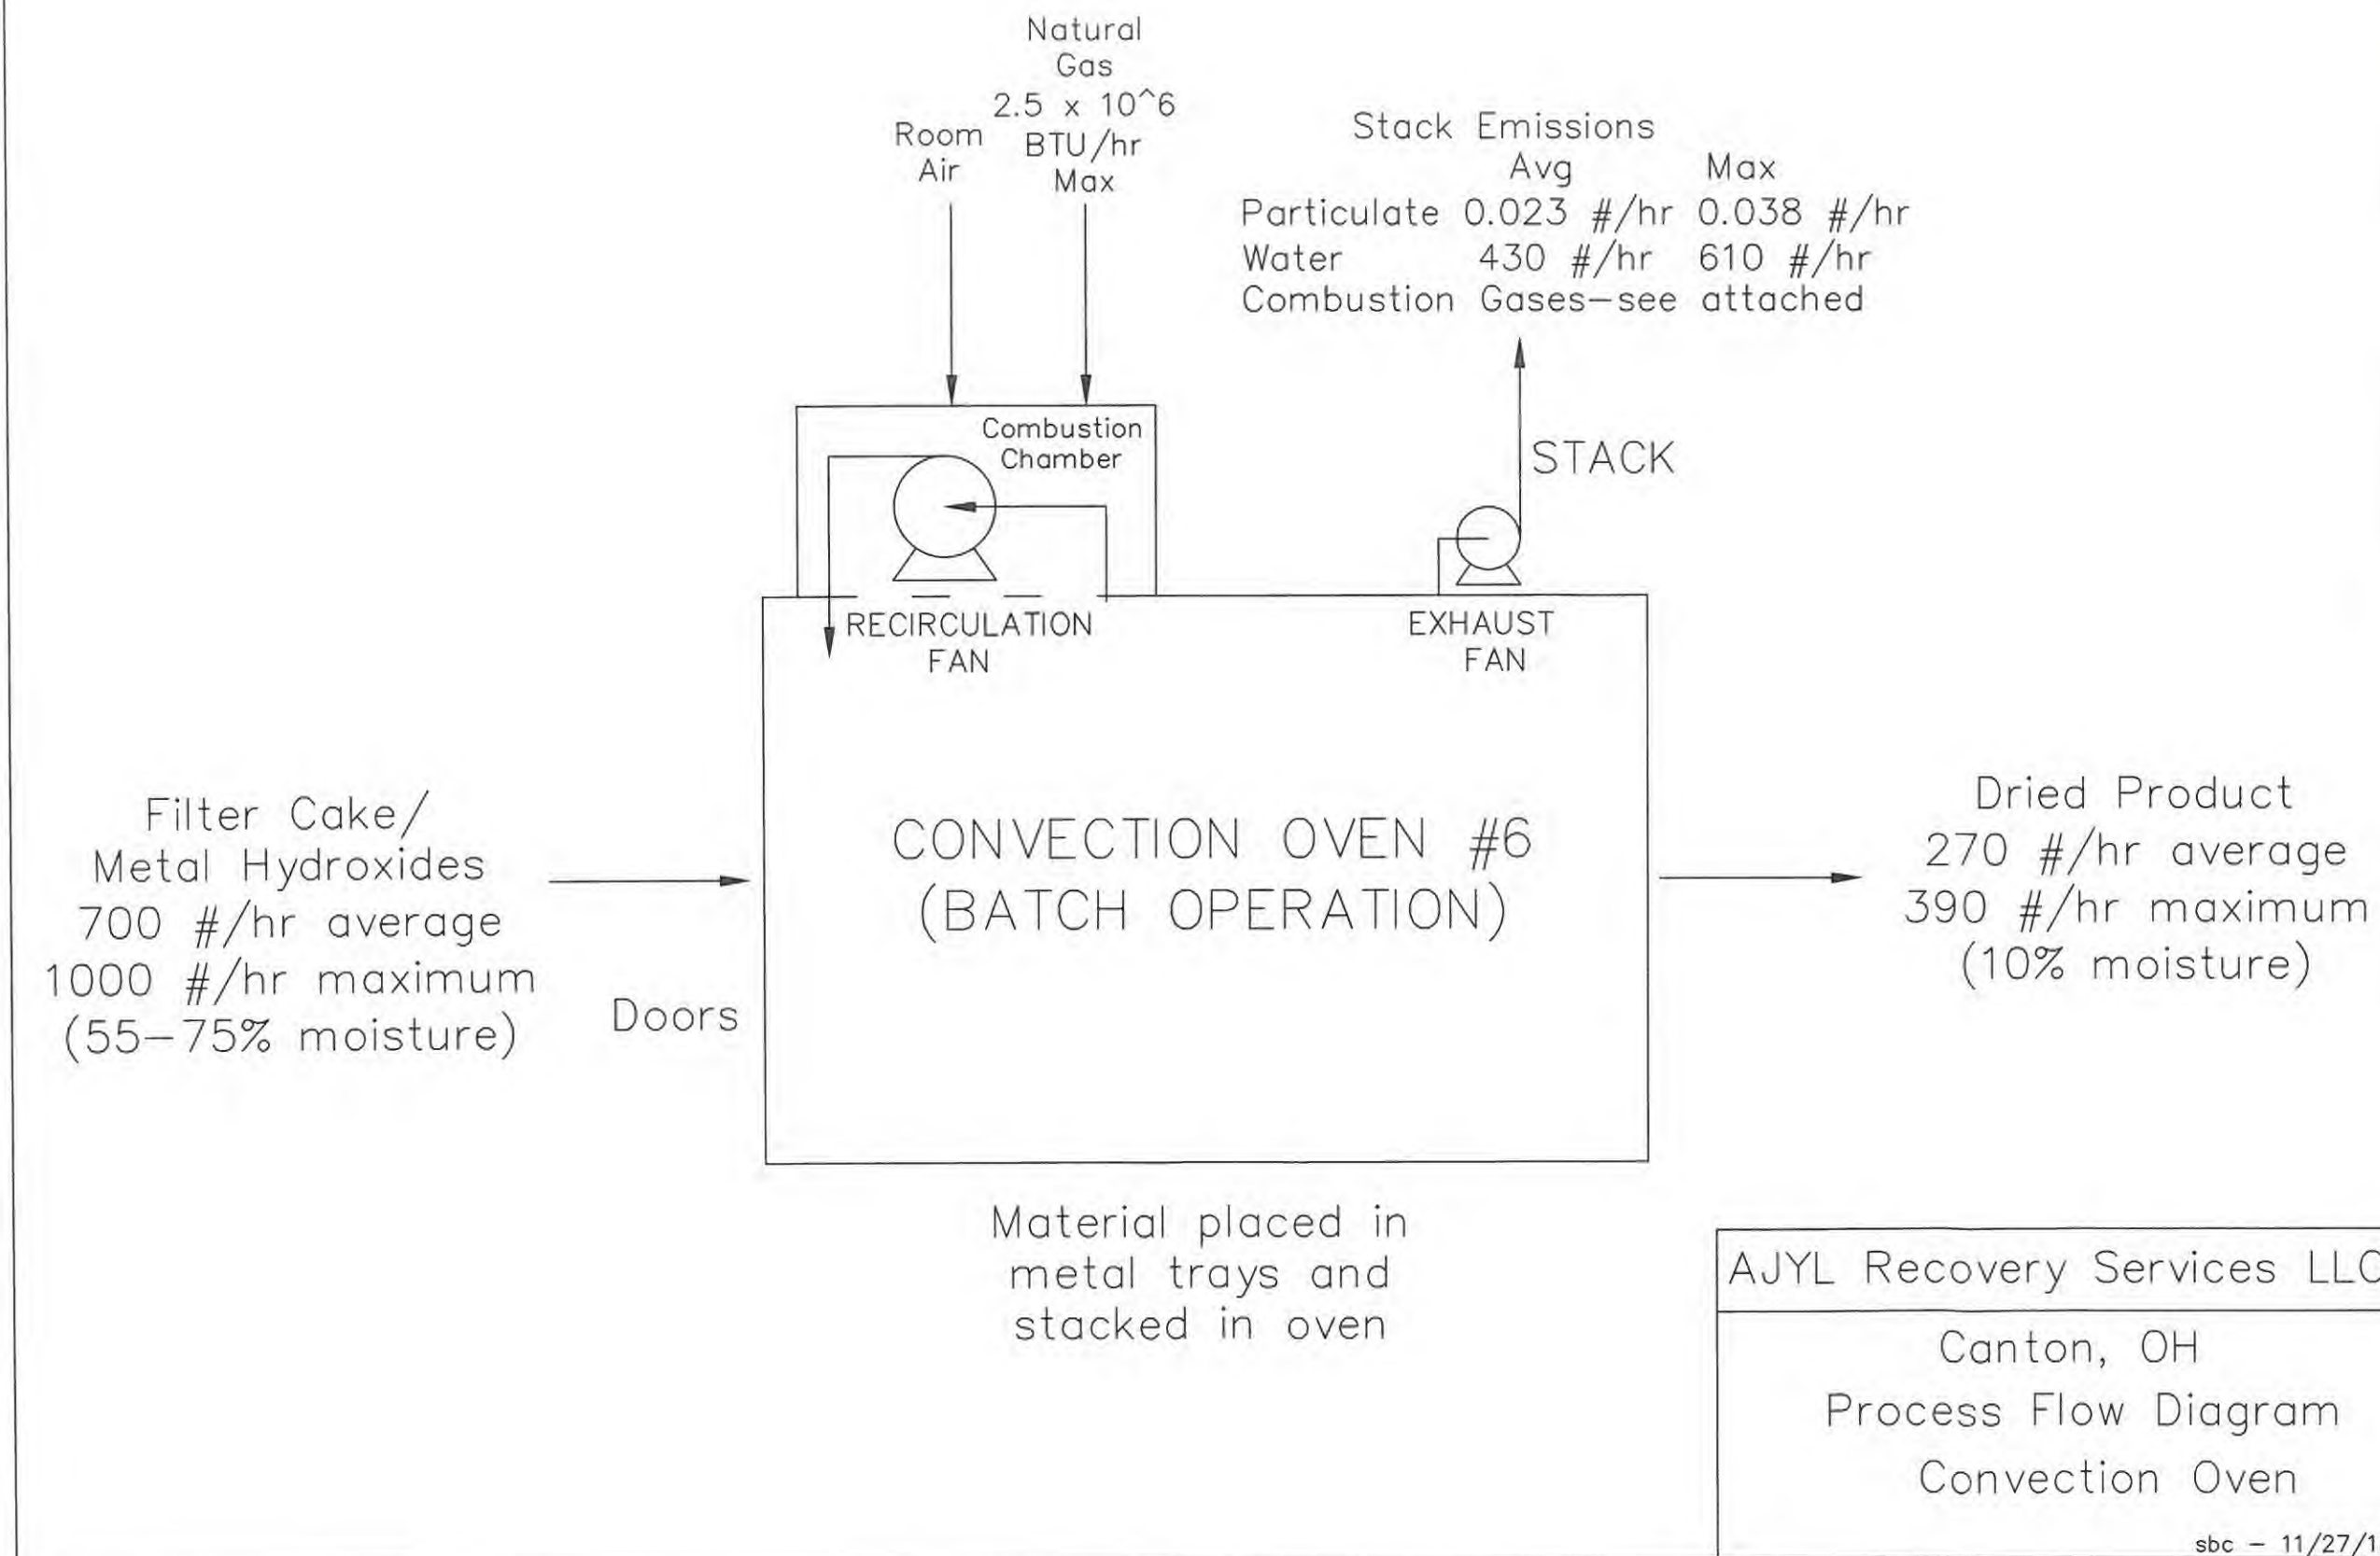 Natural
Gas
2.5 x 10^6
BTU/hr
Max
Room
Air
Stack Emissions
Avg Max
Particulate 0.023 #/hr 0.038 #/hr
Water 430 #/hr 610 #/hr
Combustion Gases—see attached
Combustion
Chamber
STACK
RECIRCULATION
FAN
EXHAUST
FAN
Filter Cake/
Metal Hydroxides
700 #/hr average
1000 #/hr maximum
(55—75% moisture)
Doors
CONVECTION OVEN #6
(BATCH OPERATION)
Dried Product
270 #/hr average
390 #/hr maximum
(10% moisture)
Material placed in
metal trays and
stacked in oven
AJYL Recovery Services LLC
Canton, OH
Process Flow Diagram
Convection Oven
sbc — 11/27/1